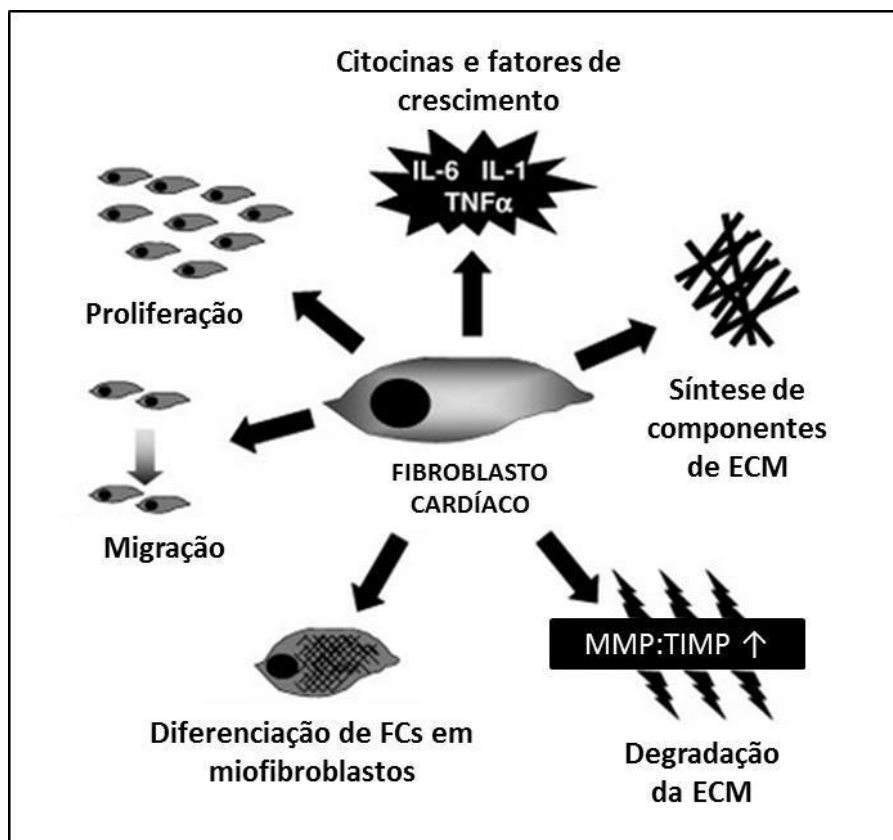 Citocinas e fatores de
crescimento
IL-6 IL-1
TNFα
Proliferação
Síntese de
componentes
de ECM
FIBROBLASTO
CARDÍACO
Migração
MMP:TIMP ↑
Diferenciação de FCs em
miofibroblastos
Degradação
da ECM